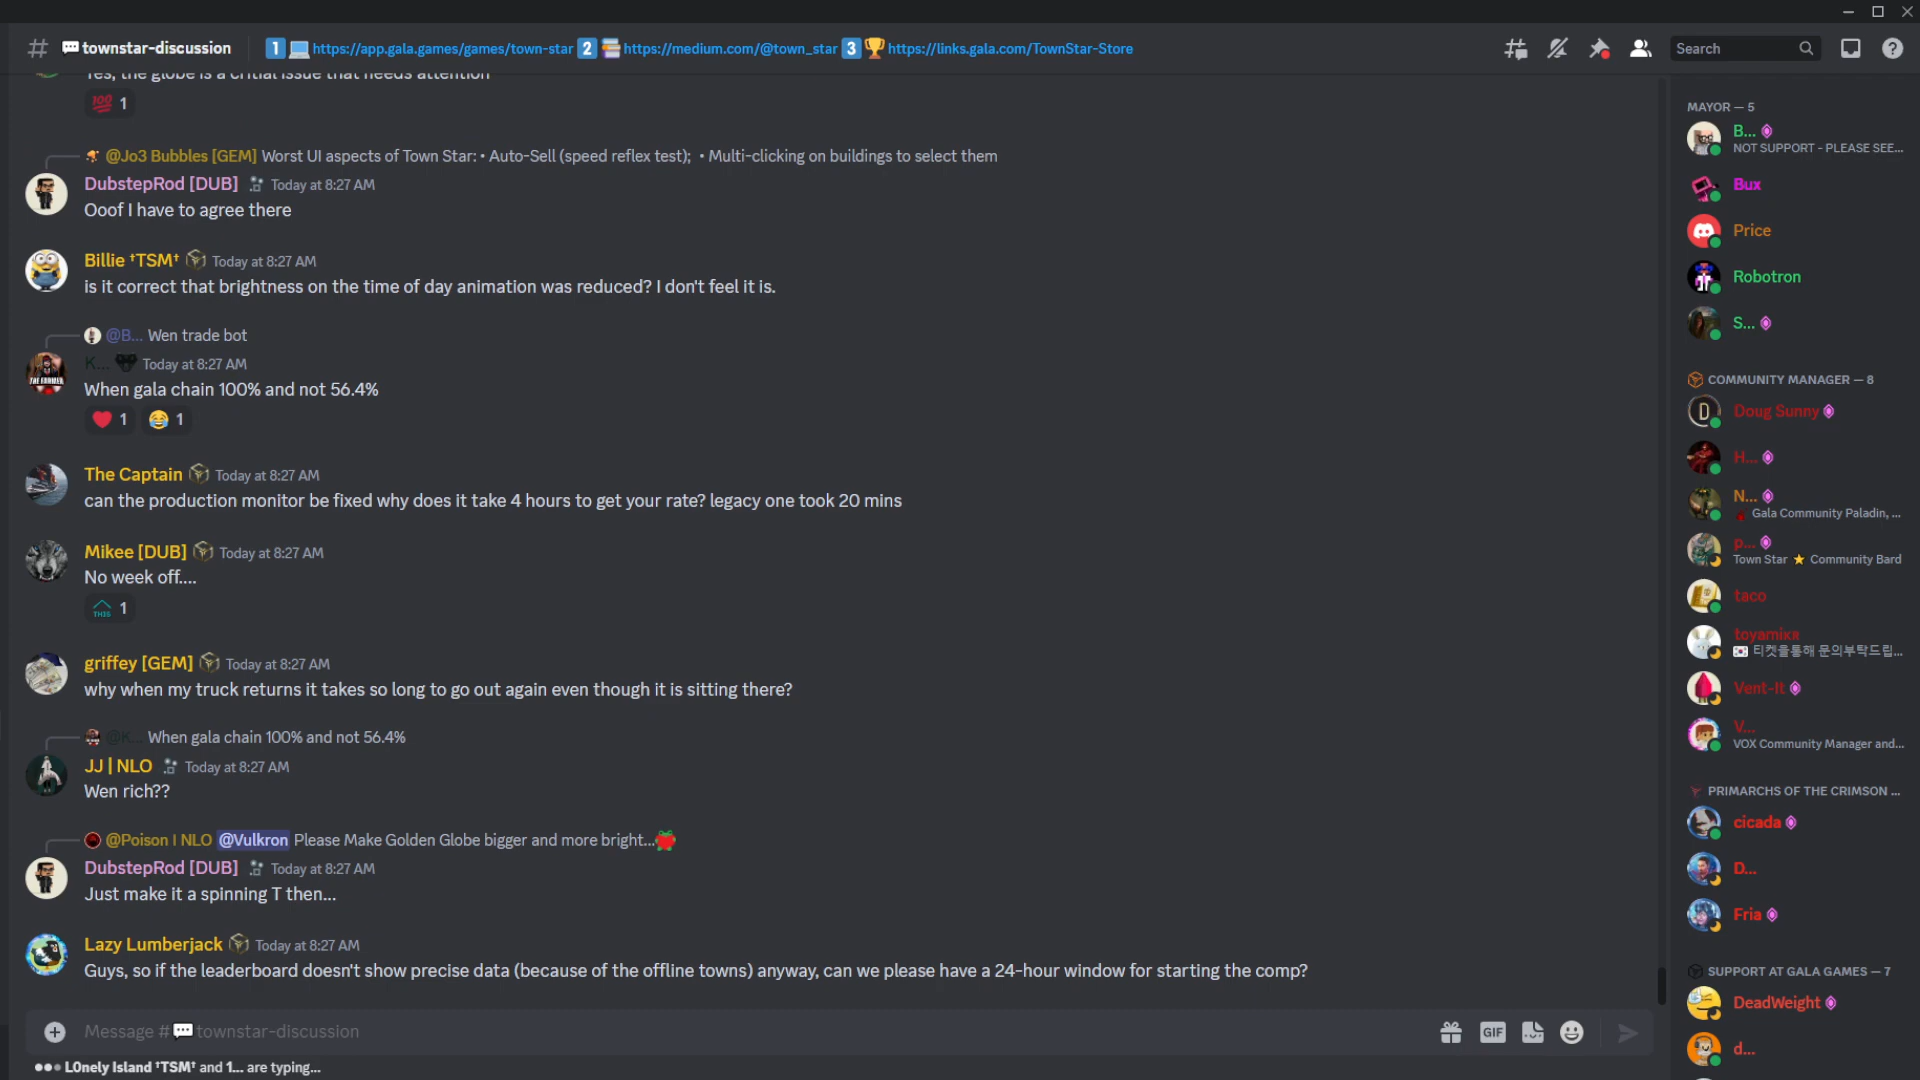 townstar-discussion
1 https://app.gala.games/games/town-star 2 https://medium.com/@town_star 3 https://links.gala.com/TownStar-Store
Search
Yes, the globe is a critial issue that needs attention
100 1
@Jo3 Bubbles [GEM] Worst UI aspects of Town Star: • Auto-Sell (speed reflex test); • Multi-clicking on buildings to select them
DubstepRod [DUB] Today at 8:27 AM
Ooof I have to agree there
Billie †TSM† Today at 8:27 AM
is it correct that brightness on the time of day animation was reduced? I don't feel it is.
@B... Wen trade bot
K... Today at 8:27 AM
When gala chain 100% and not 56.4%
1 1
The Captain Today at 8:27 AM
can the production monitor be fixed why does it take 4 hours to get your rate? legacy one took 20 mins
Mikee [DUB] Today at 8:27 AM
No week off....
THIS 1
griffey [GEM] Today at 8:27 AM
why when my truck returns it takes so long to go out again even though it is sitting there?
@K... When gala chain 100% and not 56.4%
JJ | NLO Today at 8:27 AM
Wen rich??
@Poison | NLO @Vulkron Please Make Golden Globe bigger and more bright...
DubstepRod [DUB] Today at 8:27 AM
Just make it a spinning T then...
Lazy Lumberjack Today at 8:27 AM
Guys, so if the leaderboard doesn't show precise data (because of the offline towns) anyway, can we please have a 24-hour window for starting the comp?
Message # townstar-discussion
GIF
L0nely Island †TSM† and 1... are typing...
MAYOR — 5
B...
NOT SUPPORT - PLEASE SEE...
Bux
Price
Robotron
S...
COMMUNITY MANAGER — 8
Doug Sunny
H...
N...
Gala Community Paladin, ...
p...
Town Star Community Bard
taco
toyamiкʀ
티켓을통해 문의부탁드립...
Vent-It
V...
VOX Community Manager and...
PRIMARCHS OF THE CRIMSON ...
cicada
D...
Fria
SUPPORT AT GALA GAMES — 7
DeadWeight
d...